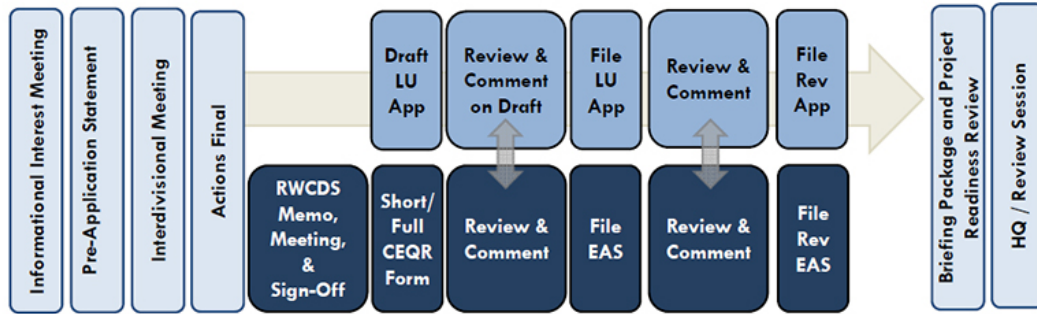 Informational Interest Meeting
Pre-Application Statement
Interdivisional Meeting
Actions Final
Draft
LU
App
Review &
Comment
on Draft
File
LU
App
Review &
Comment
File
Rev
App
RWCDS
Memo,
Meeting,
&
Sign-Off
Short/
Full
CEQR
Form
Review &
Comment
File
EAS
Review &
Comment
File
Rev
EAS
Briefing Package and Project
Readiness Review
HQ / Review Session